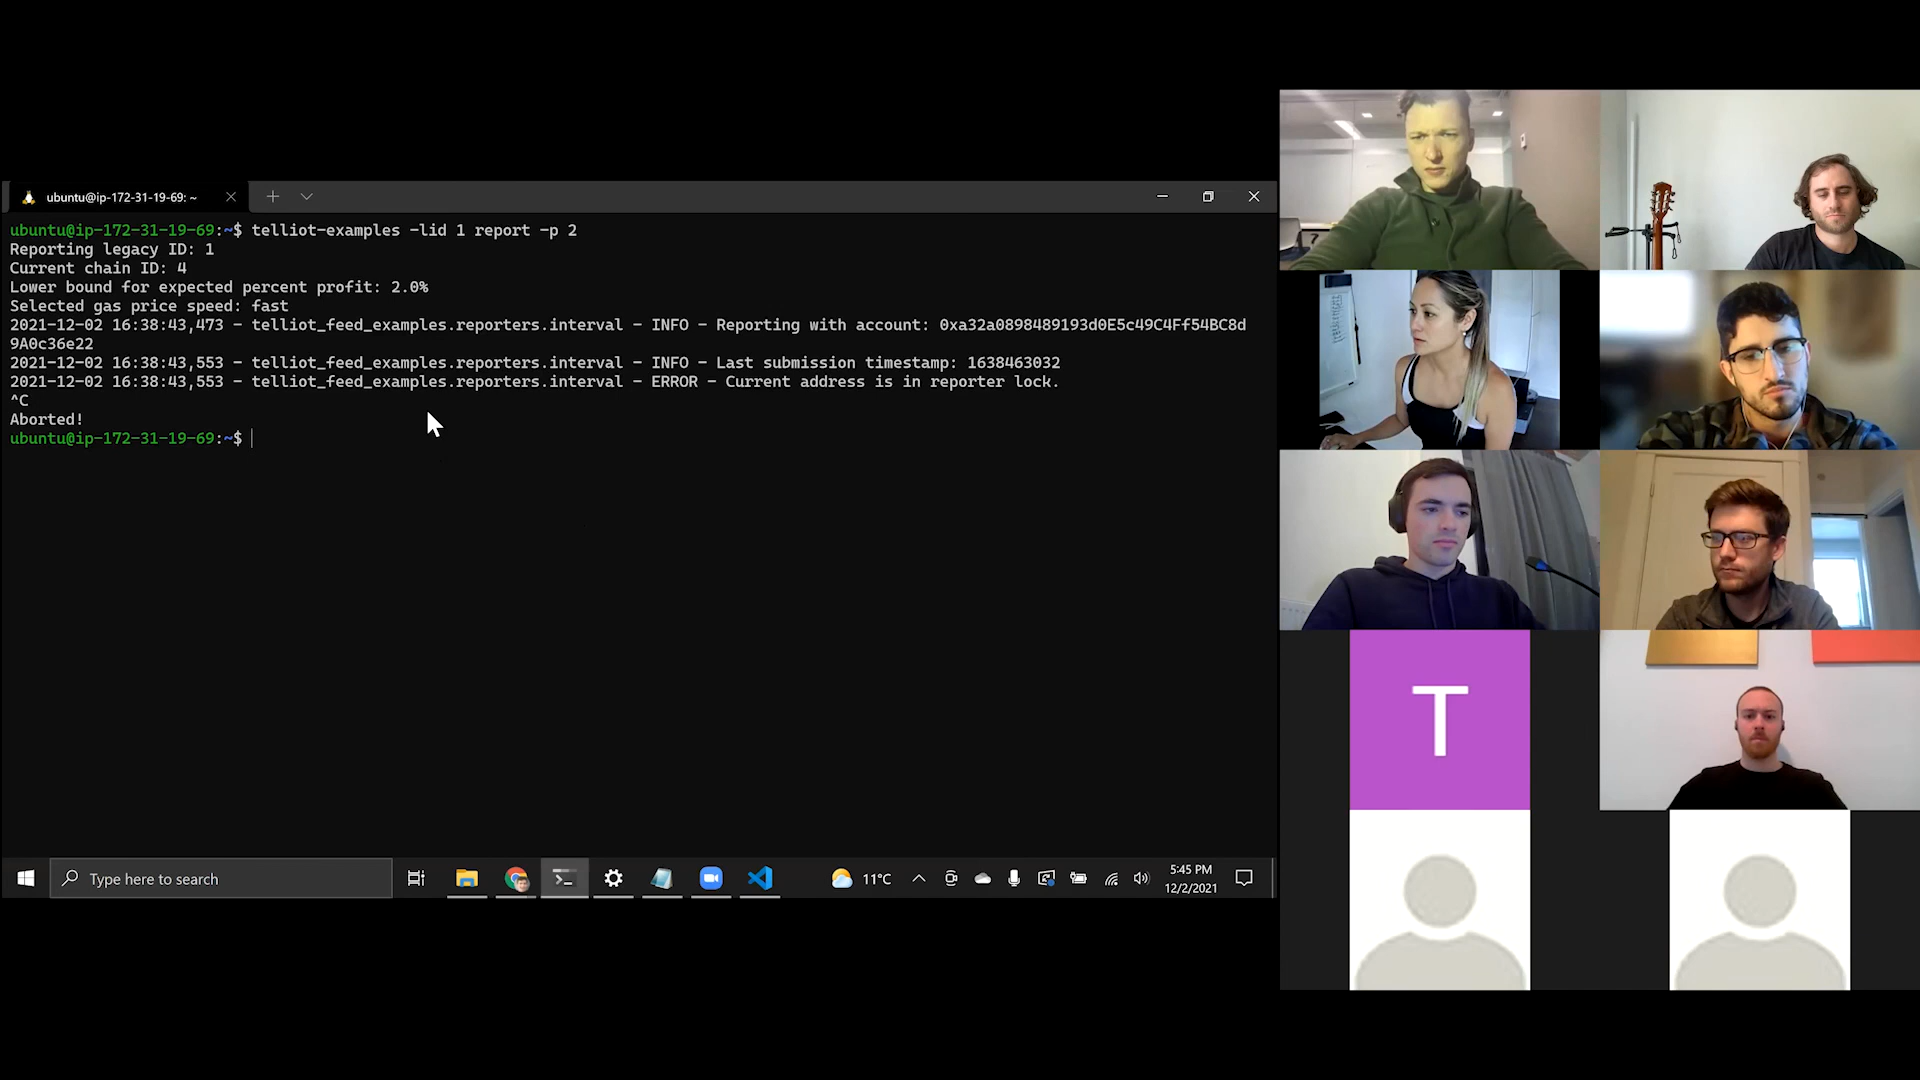 ubuntu@ip-172-31-19-69: ~
ubuntu@ip-172-31-19-69:~$ telliot-examples -lid 1 report -p 2
Reporting legacy ID: 1
Current chain ID: 4
Lower bound for expected percent profit: 2.0%
Selected gas price speed: fast
2021-12-02 16:38:43,473 - telliot_feed_examples.reporters.interval - INFO - Reporting with account: 0xa32a0898489193d0E5c49C4Ff54BC8d
9A0c36e22
2021-12-02 16:38:43,553 - telliot_feed_examples.reporters.interval - INFO - Last submission timestamp: 1638463032
2021-12-02 16:38:43,553 - telliot_feed_examples.reporters.interval - ERROR - Current address is in reporter lock.
^C
Aborted!
ubuntu@ip-172-31-19-69:~$
Type here to search
11°C
5:45 PM
12/2/2021
T